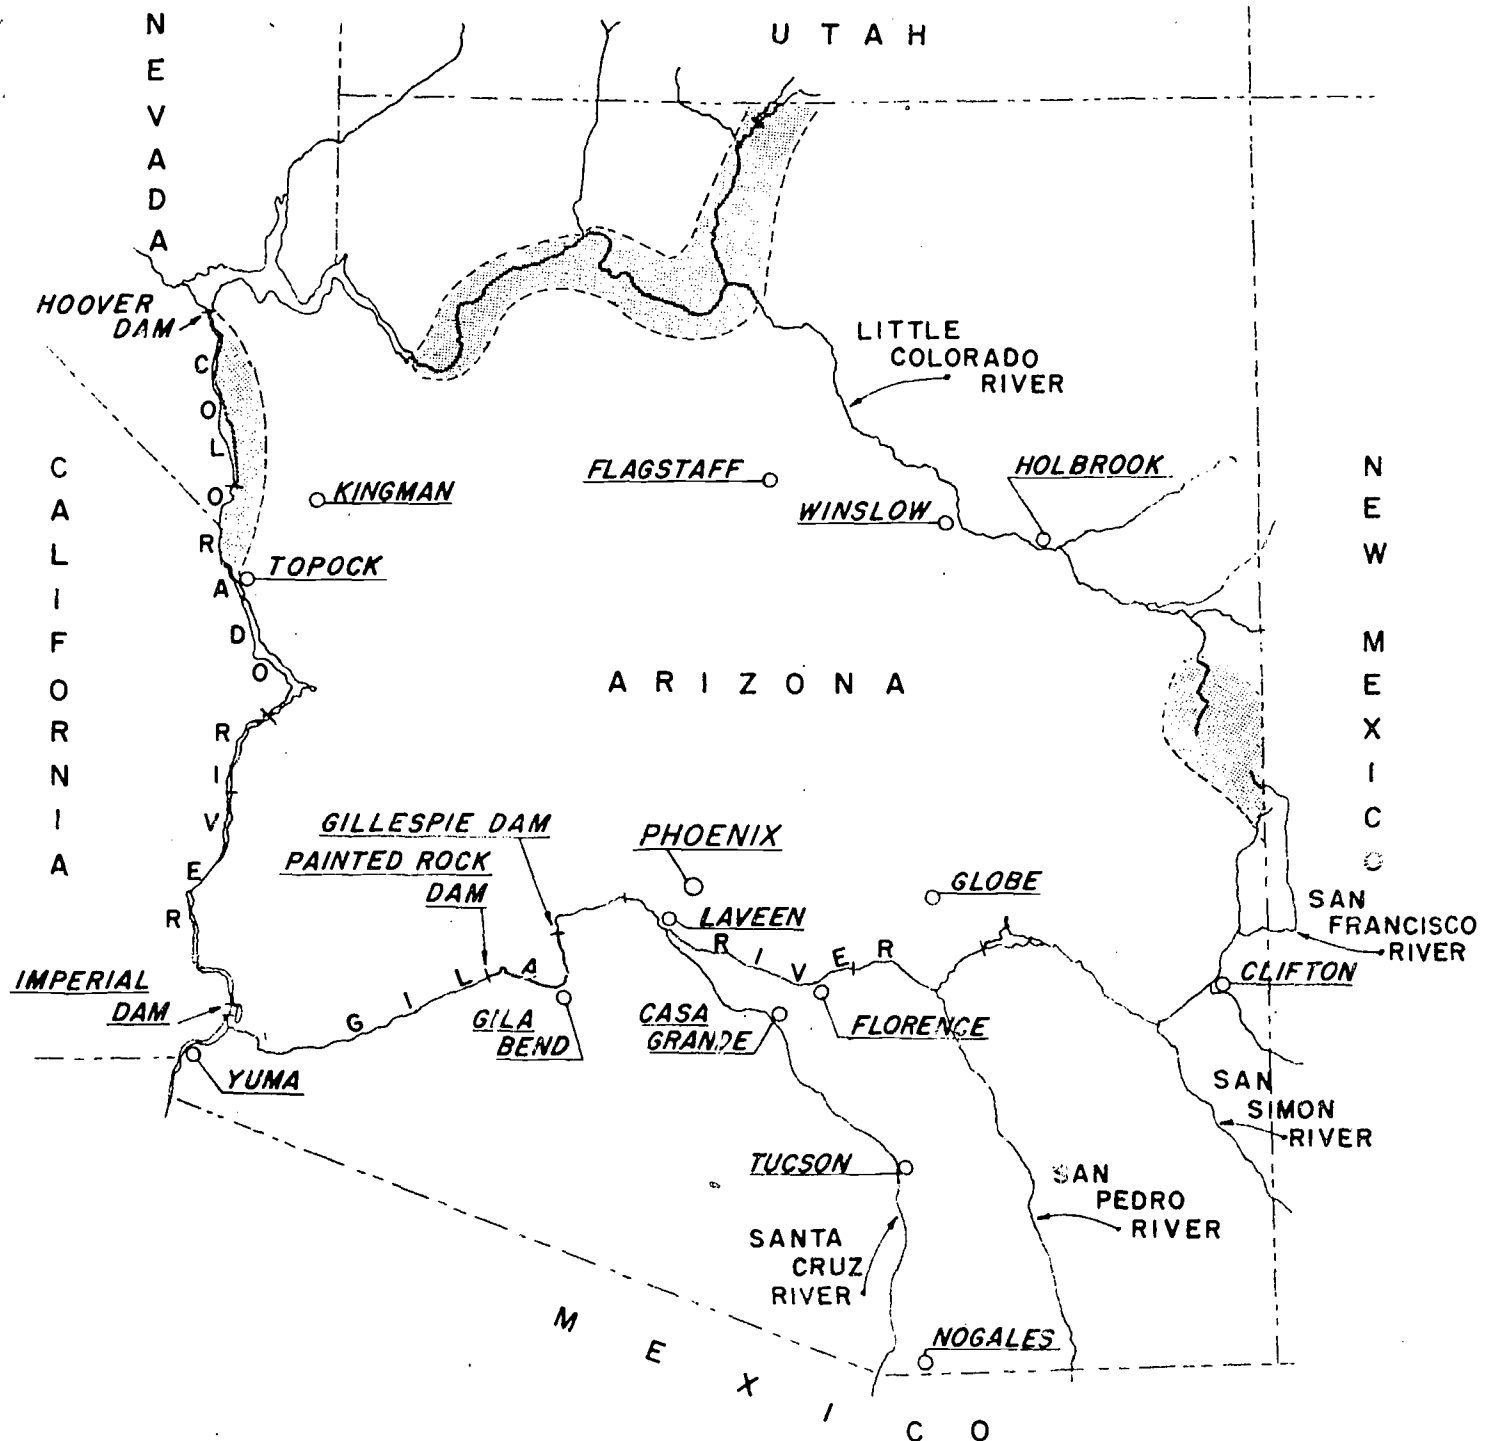 NEVADA
UTAH
HOOVER
DAM
COLORADO
RIVER
LITTLE
COLORADO
RIVER
CALIFORNIA
KINGMAN
FLAGSTAFF
HOLBROOK
WINSLOW
NEW MEXICO
TOPOCK
ARIZONA
GILLESPIE DAM
PAINTED ROCK
DAM
PHOENIX
GLOBE
LAVEEN
SAN
FRANCISCO
RIVER
GILA RIVER
IMPERIAL
DAM
CLIFTON
GILA
BEND
CASA
GRANDE
FLORENCE
YUMA
SAN
SIMON
RIVER
TUCSON
SAN
PEDRO
RIVER
SANTA
CRUZ
RIVER
NOGALES
MEXICO